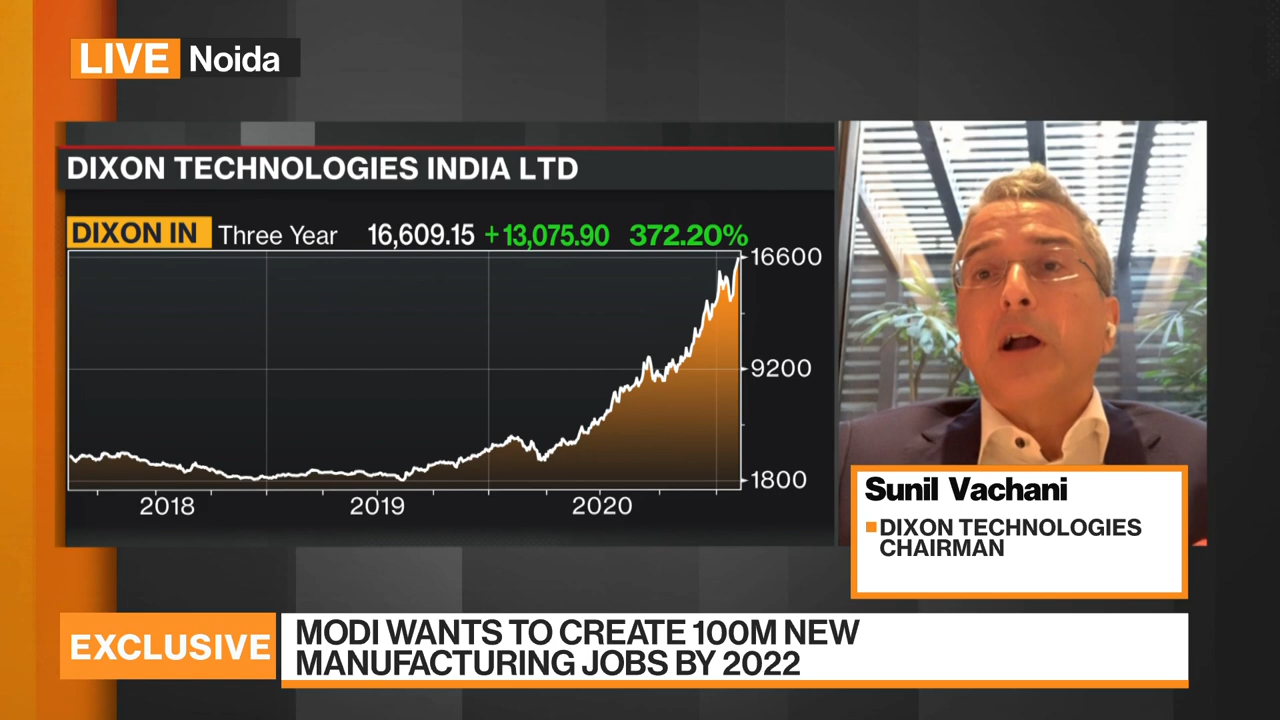 LIVE Noida
DIXON TECHNOLOGIES INDIA LTD
DIXON IN Three Year 16,609.15 +13,075.90 372.20%
16600
9200
1800
2018 2019 2020
Sunil Vachani
DIXON TECHNOLOGIES
CHAIRMAN
EXCLUSIVE
MODI WANTS TO CREATE 100M NEW
MANUFACTURING JOBS BY 2022